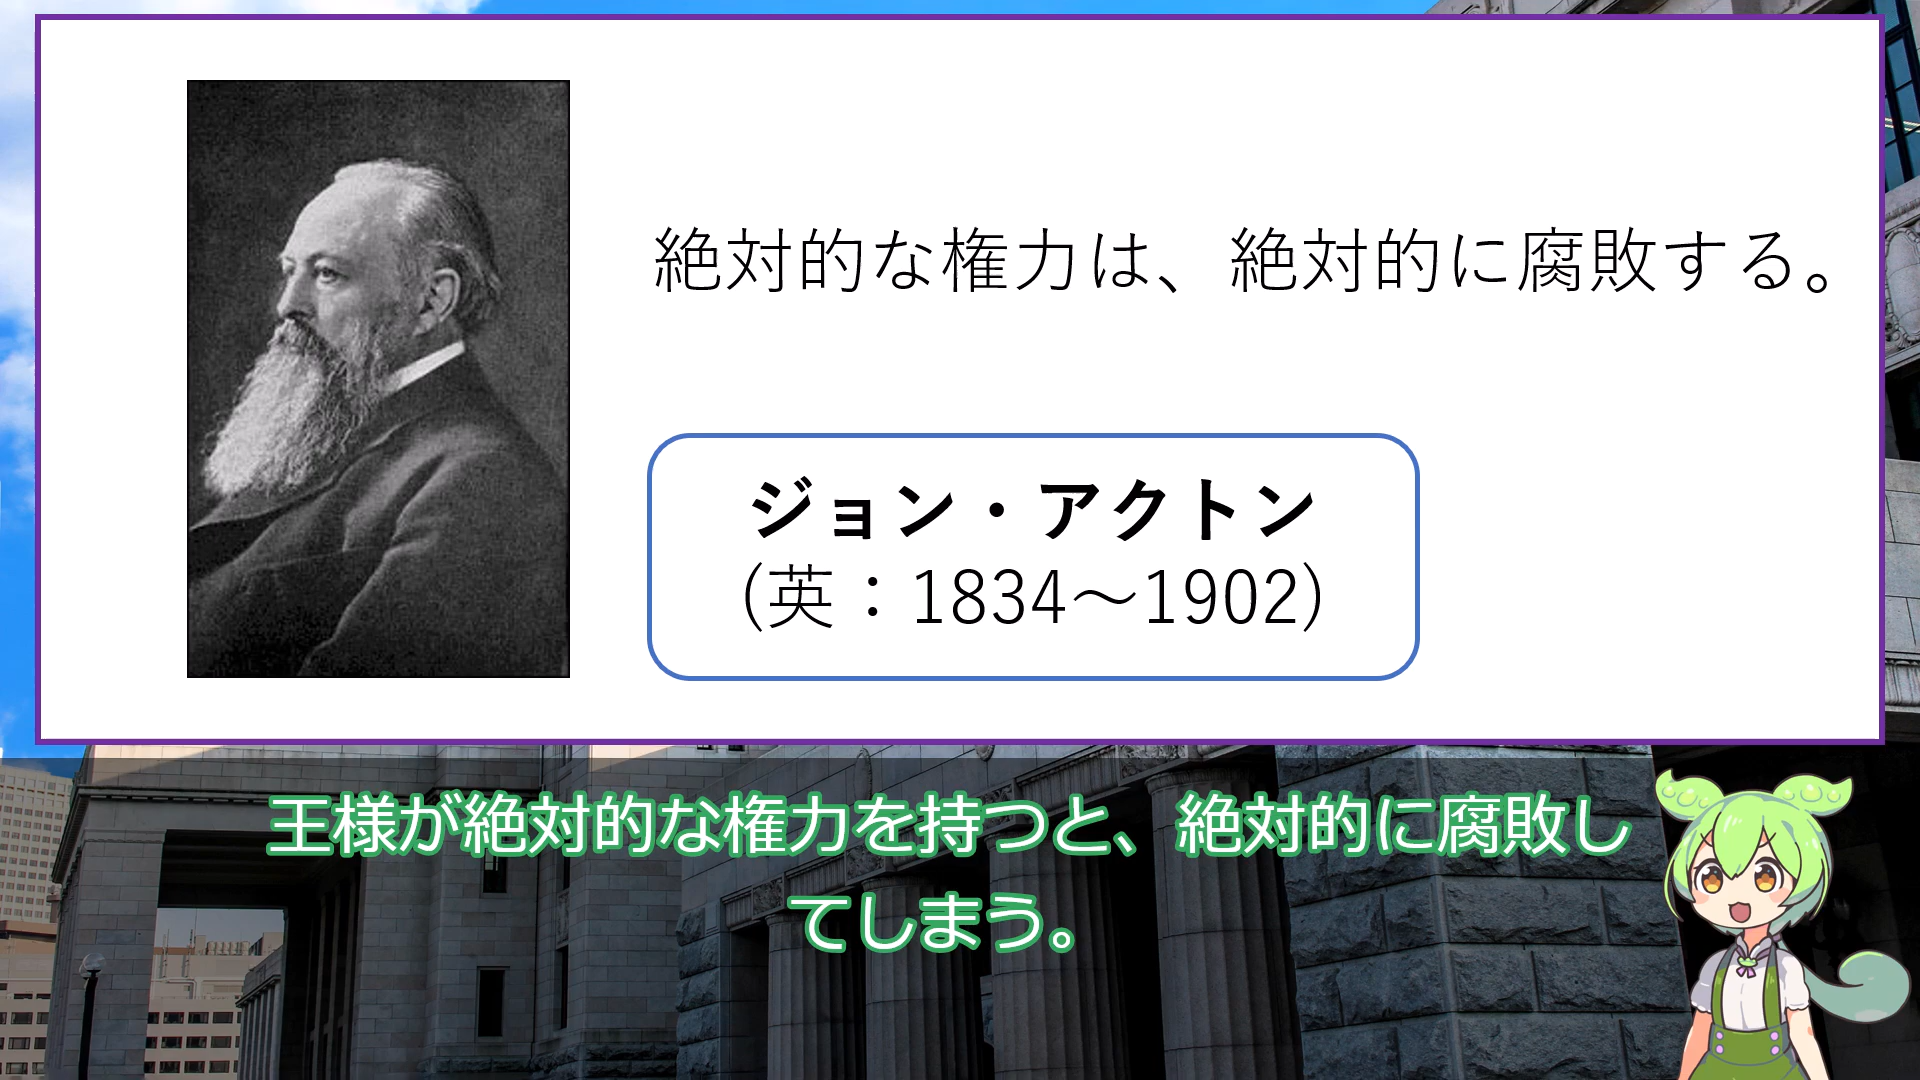 絶対的な権力は、絶対的に腐敗する。
ジョン・アクトン
(英：1834～1902)
王様が絶対的な権力を持つと、絶対的に腐敗し
てしまう。